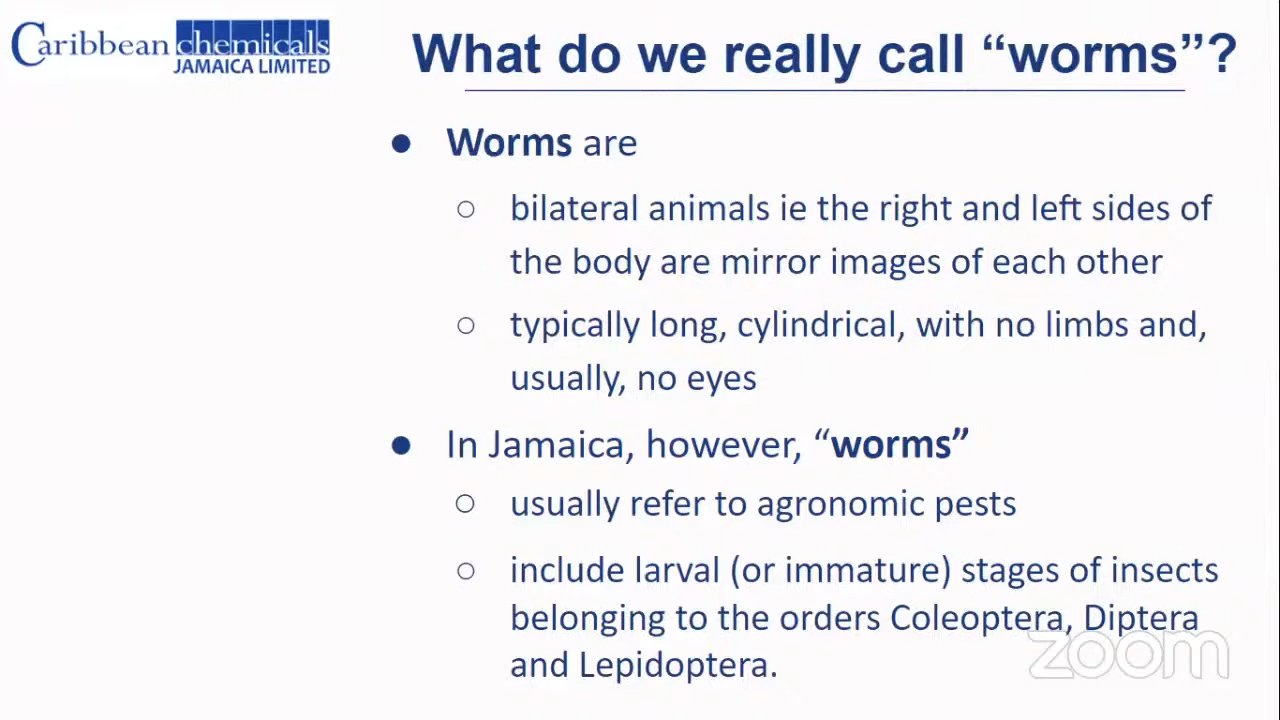 Caribbean chemicals
JAMAICA LIMITED
What do we really call “worms”?
● Worms are
○ bilateral animals ie the right and left sides of
the body are mirror images of each other
○ typically long, cylindrical, with no limbs and,
usually, no eyes
● In Jamaica, however, “worms”
○ usually refer to agronomic pests
○ include larval (or immature) stages of insects
belonging to the orders Coleoptera, Diptera
and Lepidoptera.
zoom